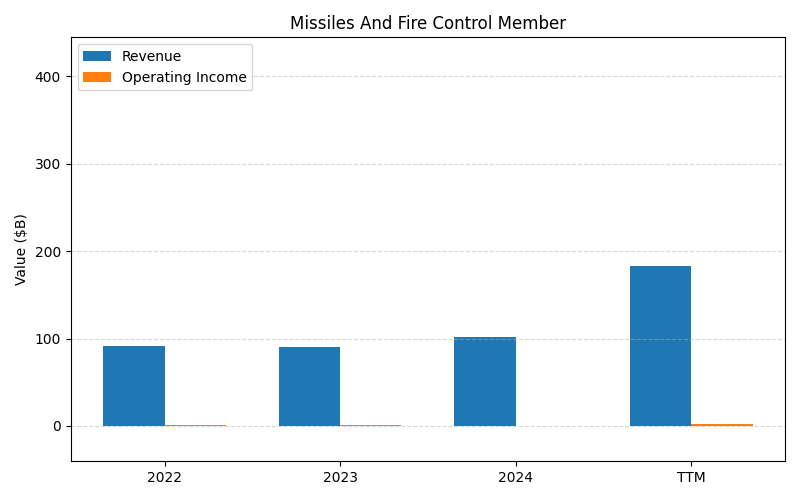 Missiles And Fire Control Member
Revenue
Operating Income
Value ($B)
400
300
200
100
0
2022
2023
2024
TTM